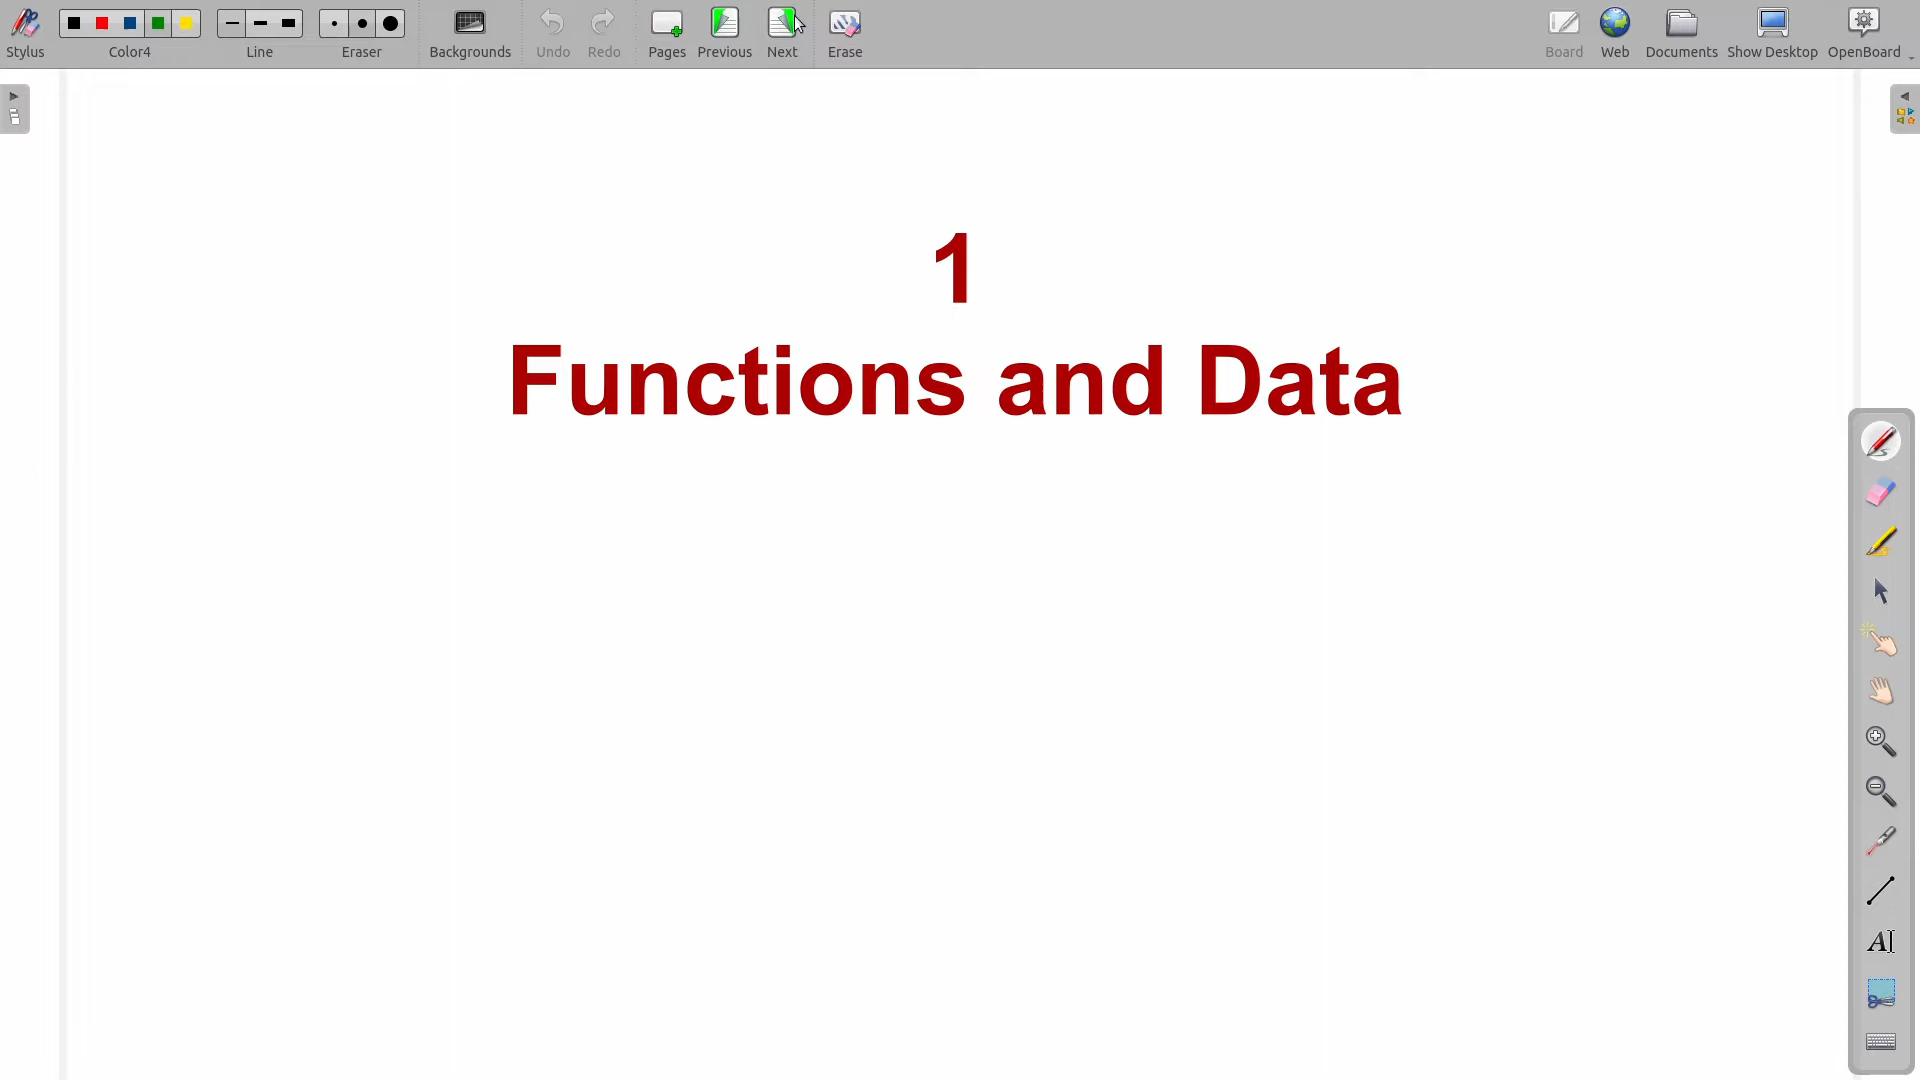 Stylus
Color4
Line
Eraser
Backgrounds
Undo
Redo
Pages
Previous
Next
Erase
Board
Web
Documents
Show Desktop
OpenBoard
1
Functions and Data